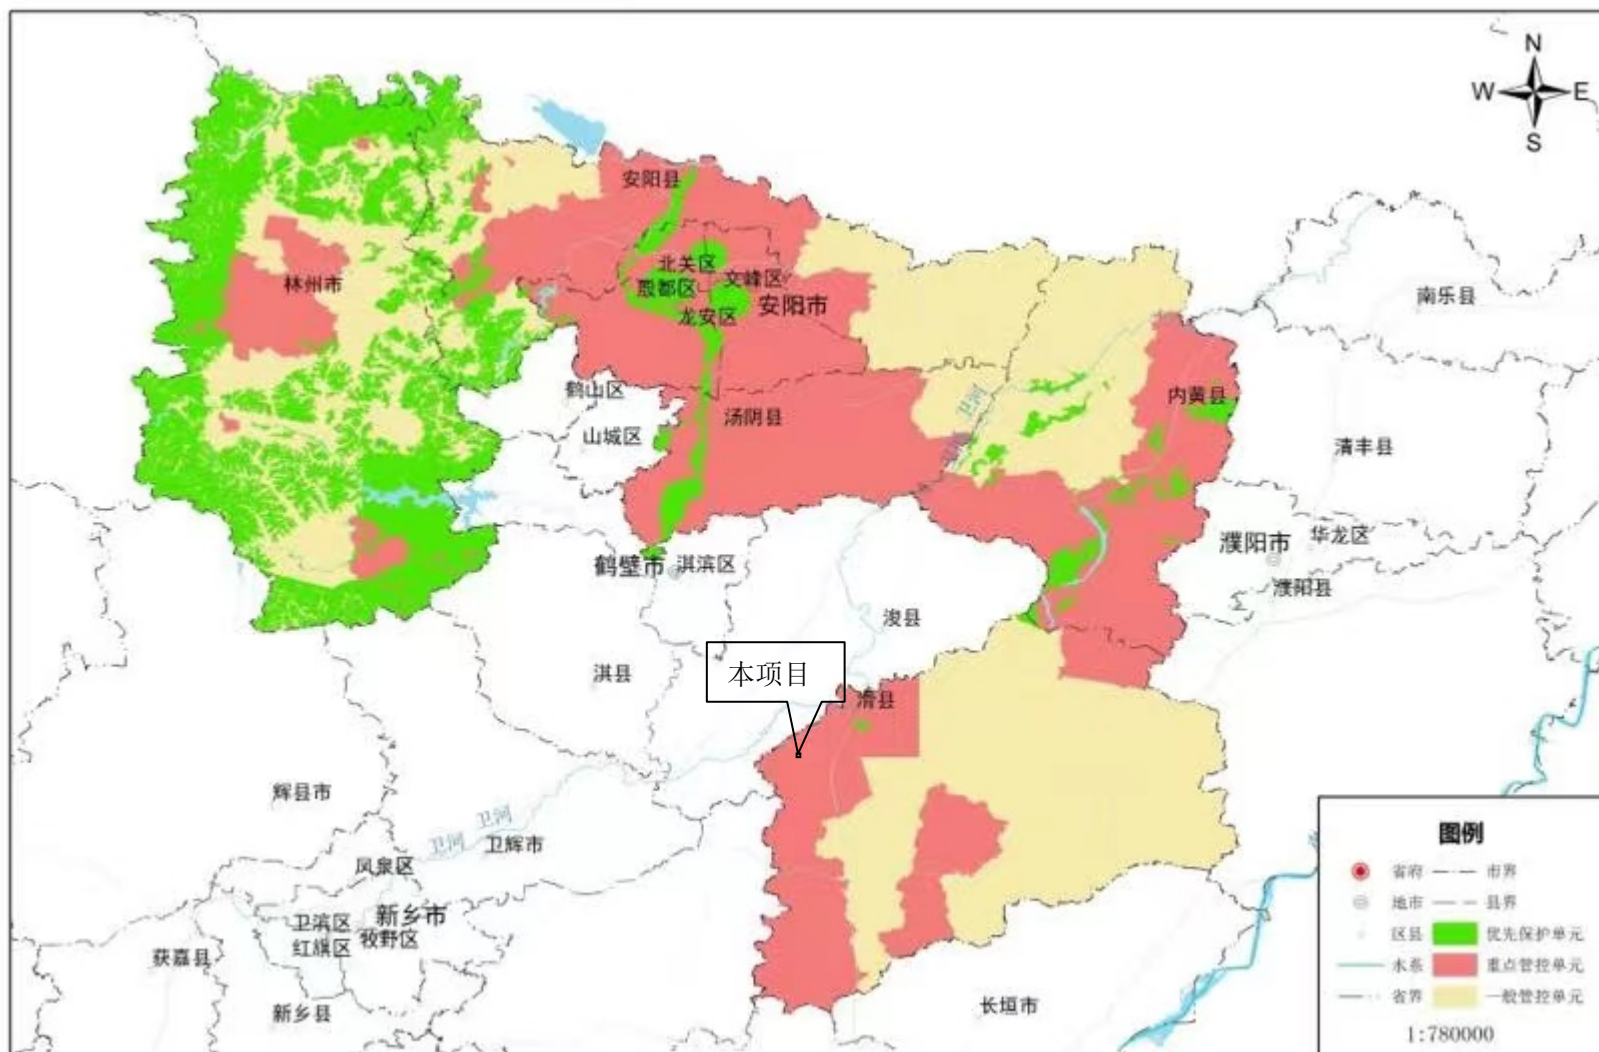 N
W E
S
安阳县
北关区
文峰区
殷都区
安阳市
龙安区
林州市
南乐县
鹤山区
内黄县
卫河
汤阴县
山城区
清丰县
濮阳市
华龙区
鹤壁市
淇滨区
濮阳县
浚县
淇县
本项目
滑县
辉县市
卫河
卫河
卫辉市
凤泉区
卫滨区
新乡市
红旗区
牧野区
获嘉县
新乡县
长垣市
图例
省府 市界
地市 县界
区县 优先保护单元
水系 重点管控单元
省界 一般管控单元
1:780000